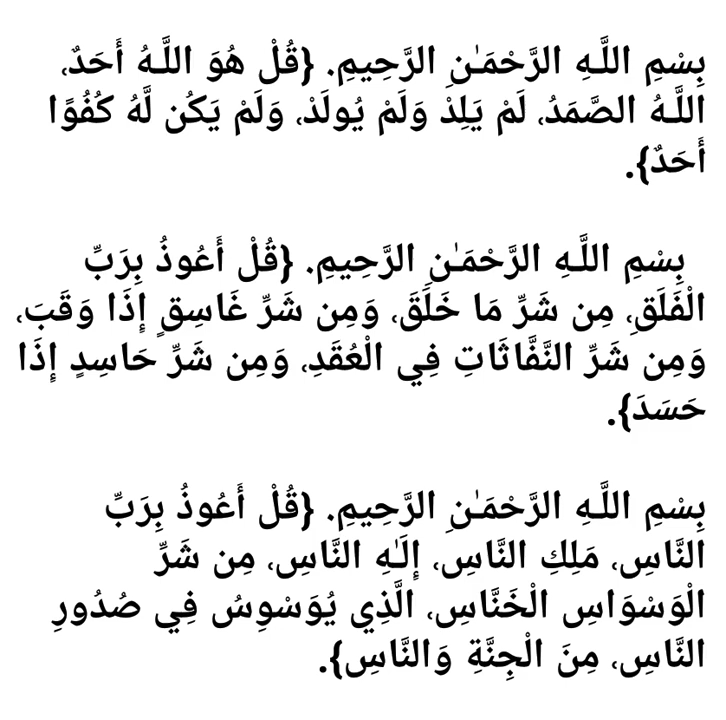 بِسْمِ اللَّـهِ الرَّحْمَـٰنِ الرَّحِيمِ. {قُلْ هُوَ اللَّـهُ أَحَدٌ،
اللَّـهُ الصَّمَدُ، لَمْ يَلِدْ وَلَمْ يُولَدْ، وَلَمْ يَكُن لَّهُ كُفُوًا
أَحَدٌ}.
بِسْمِ اللَّـهِ الرَّحْمَـٰنِ الرَّحِيمِ. {قُلْ أَعُوذُ بِرَبِّ
الْفَلَقِ، مِن شَرِّ مَا خَلَقَ، وَمِن شَرِّ غَاسِقٍ إِذَا وَقَبَ،
وَمِن شَرِّ النَّفَّاثَاتِ فِي الْعُقَدِ، وَمِن شَرِّ حَاسِدٍ إِذَا
حَسَدَ}.
بِسْمِ اللَّـهِ الرَّحْمَـٰنِ الرَّحِيمِ. {قُلْ أَعُوذُ بِرَبِّ
النَّاسِ، مَلِكِ النَّاسِ، إِلَـٰهِ النَّاسِ، مِن شَرِّ
الْوَسْوَاسِ الْخَنَّاسِ، الَّذِي يُوَسْوِسُ فِي صُدُورِ
النَّاسِ، مِنَ الْجِنَّةِ وَالنَّاسِ}.